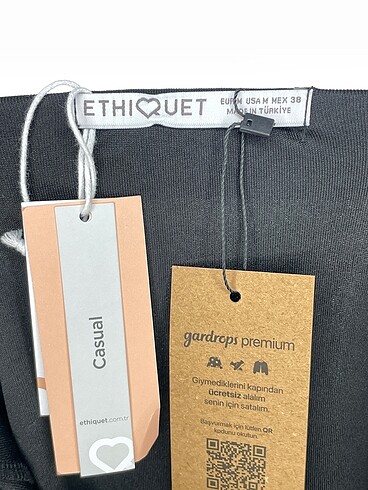 ETHIQUET
EUR M USA M MEX 38
MADE IN TÜRKİYE
Casual
ethiquet.com.tr
gardrops premium
Giymediklerini kapından
ücretsiz alalım
senin için satalım.
Başvurmak için lütfen QR
kodunu okutun